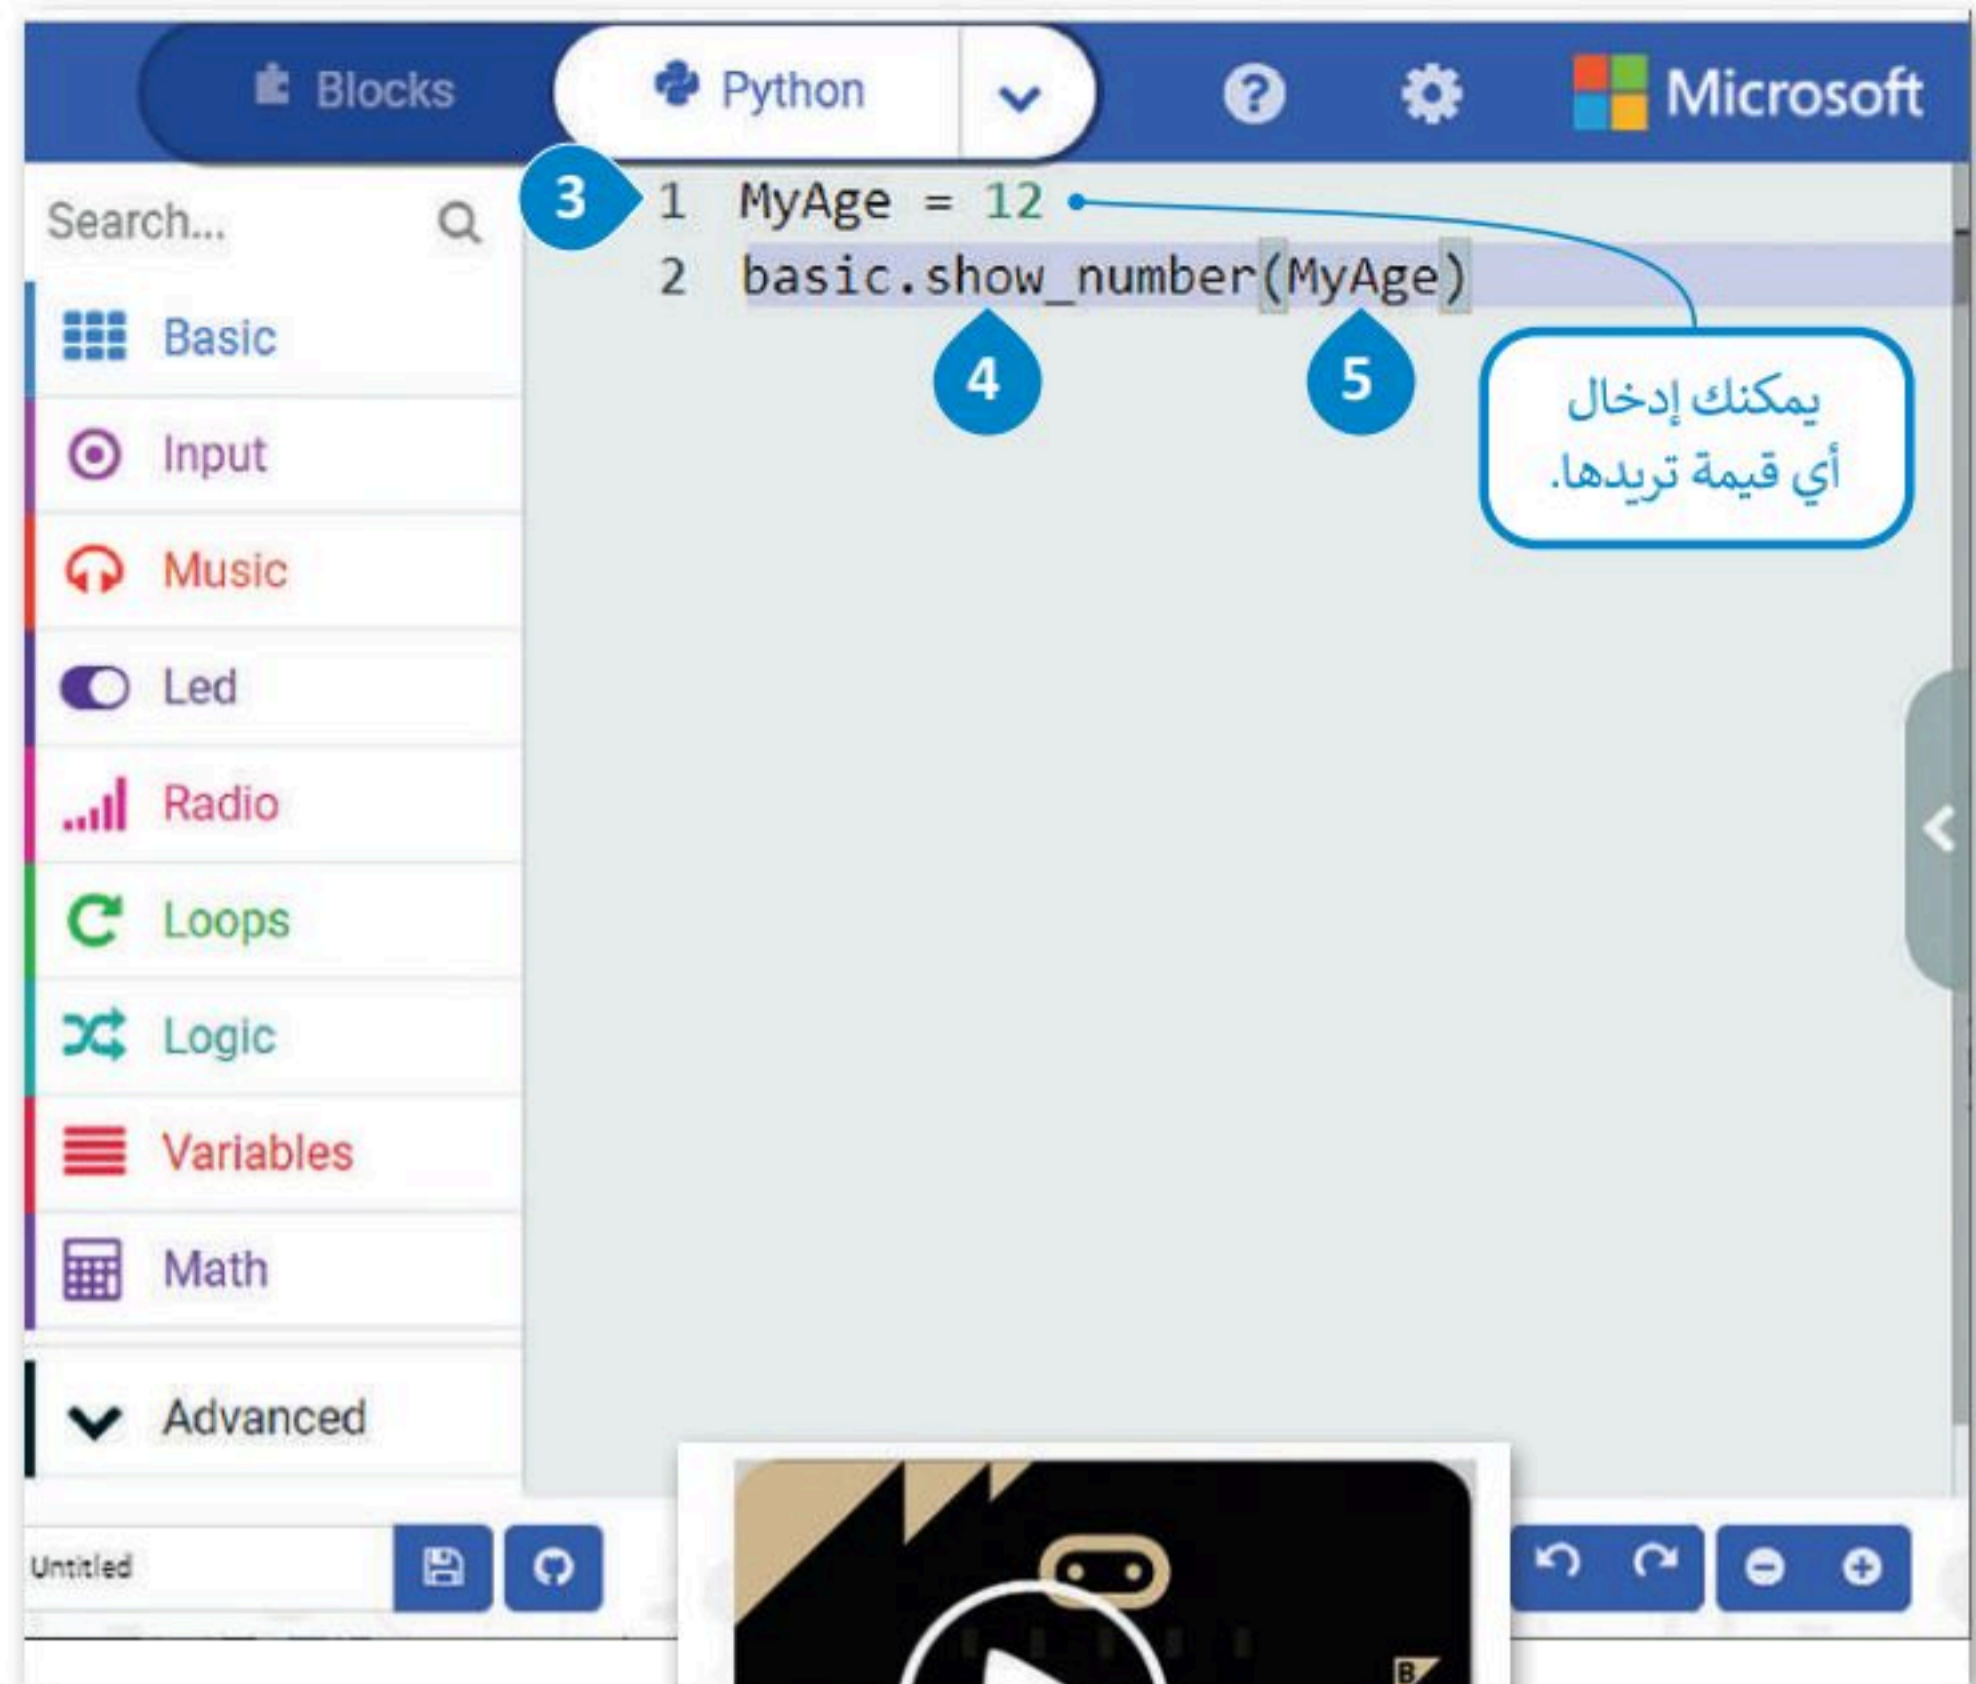 Blocks
Python
Microsoft
Search...
3
1 MyAge = 12
2 basic.show_number(MyAge)
4
5
يمكنك إدخال
أي قيمة تريدها.
Basic
Input
Music
Led
Radio
Loops
Logic
Variables
Math
Advanced
Untitled
B